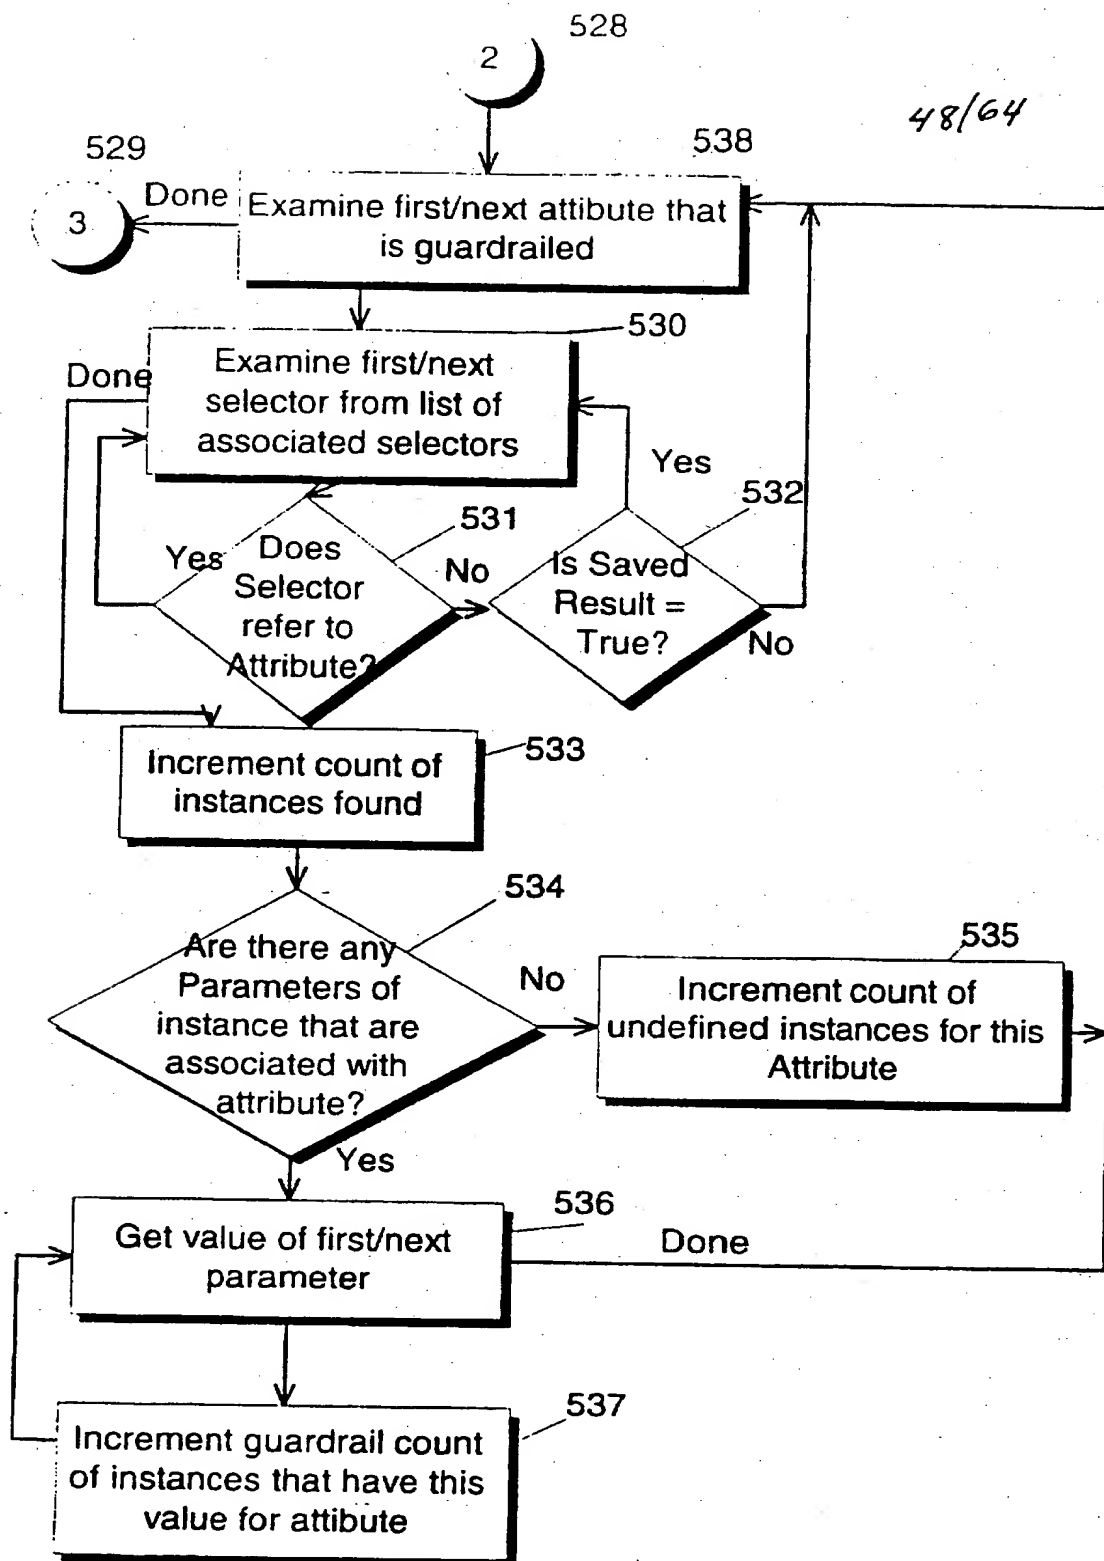 528
2
48/64
529
538
Done
3
Examine first/next attibute that
is guardrailed
530
Done
Examine first/next
selector from list of
associated selectors
Yes
532
531
Yes
Does
Selector
refer to
Attribute?
No
Is Saved
Result =
True?
No
533
Increment count of
instances found
534
Are there any
Parameters of
instance that are
associated with
attribute?
No
535
Increment count of
undefined instances for this
Attribute
Yes
536
Get value of first/next
parameter
Done
537
Increment guardrail count
of instances that have this
value for attibute